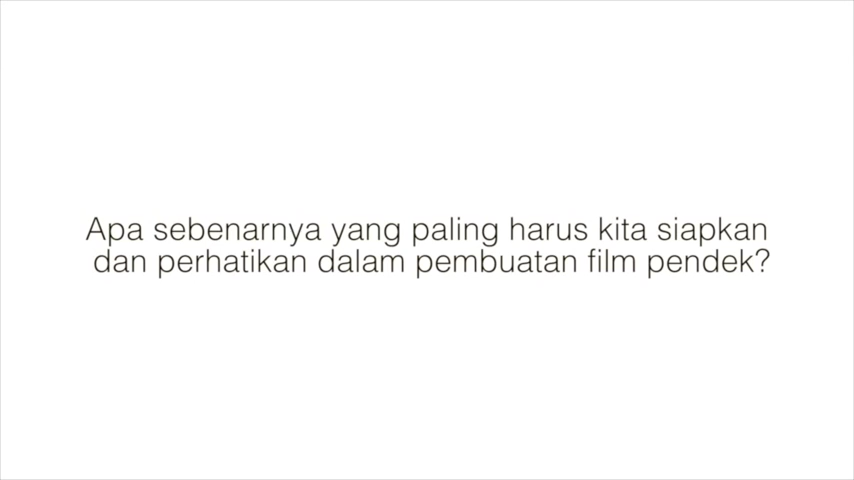 Apa sebenarnya yang paling harus kita siapkan
dan perhatikan dalam pembuatan film pendek?